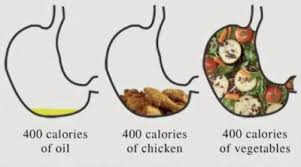 400 calories
of oil
400 calories
of chicken
400 calories
of vegetables